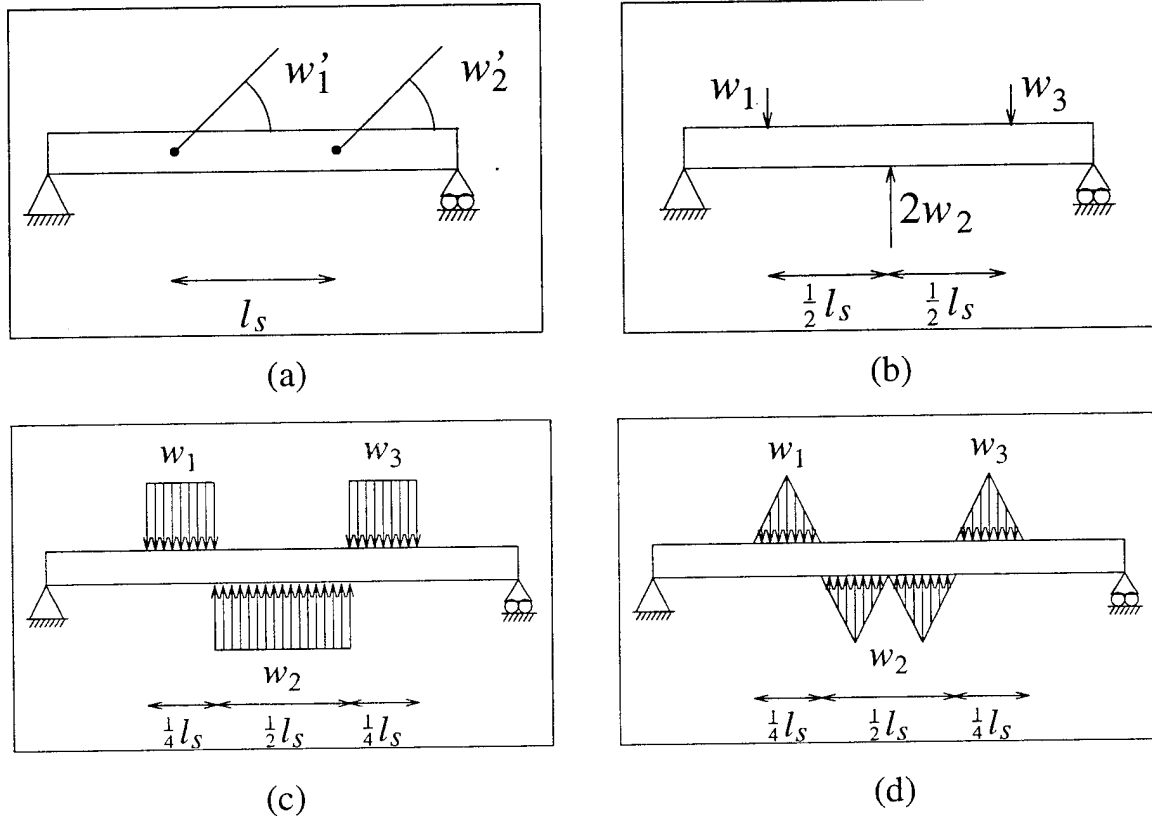 w′₁ w′₂
l_s
(a)
w₁ w₃
2w₂
½ l_s ½ l_s
(b)
w₁ w₃
w₂
¼ l_s ½ l_s ¼ l_s
(c)
w₁ w₃
w₂
¼ l_s ½ l_s ¼ l_s
(d)